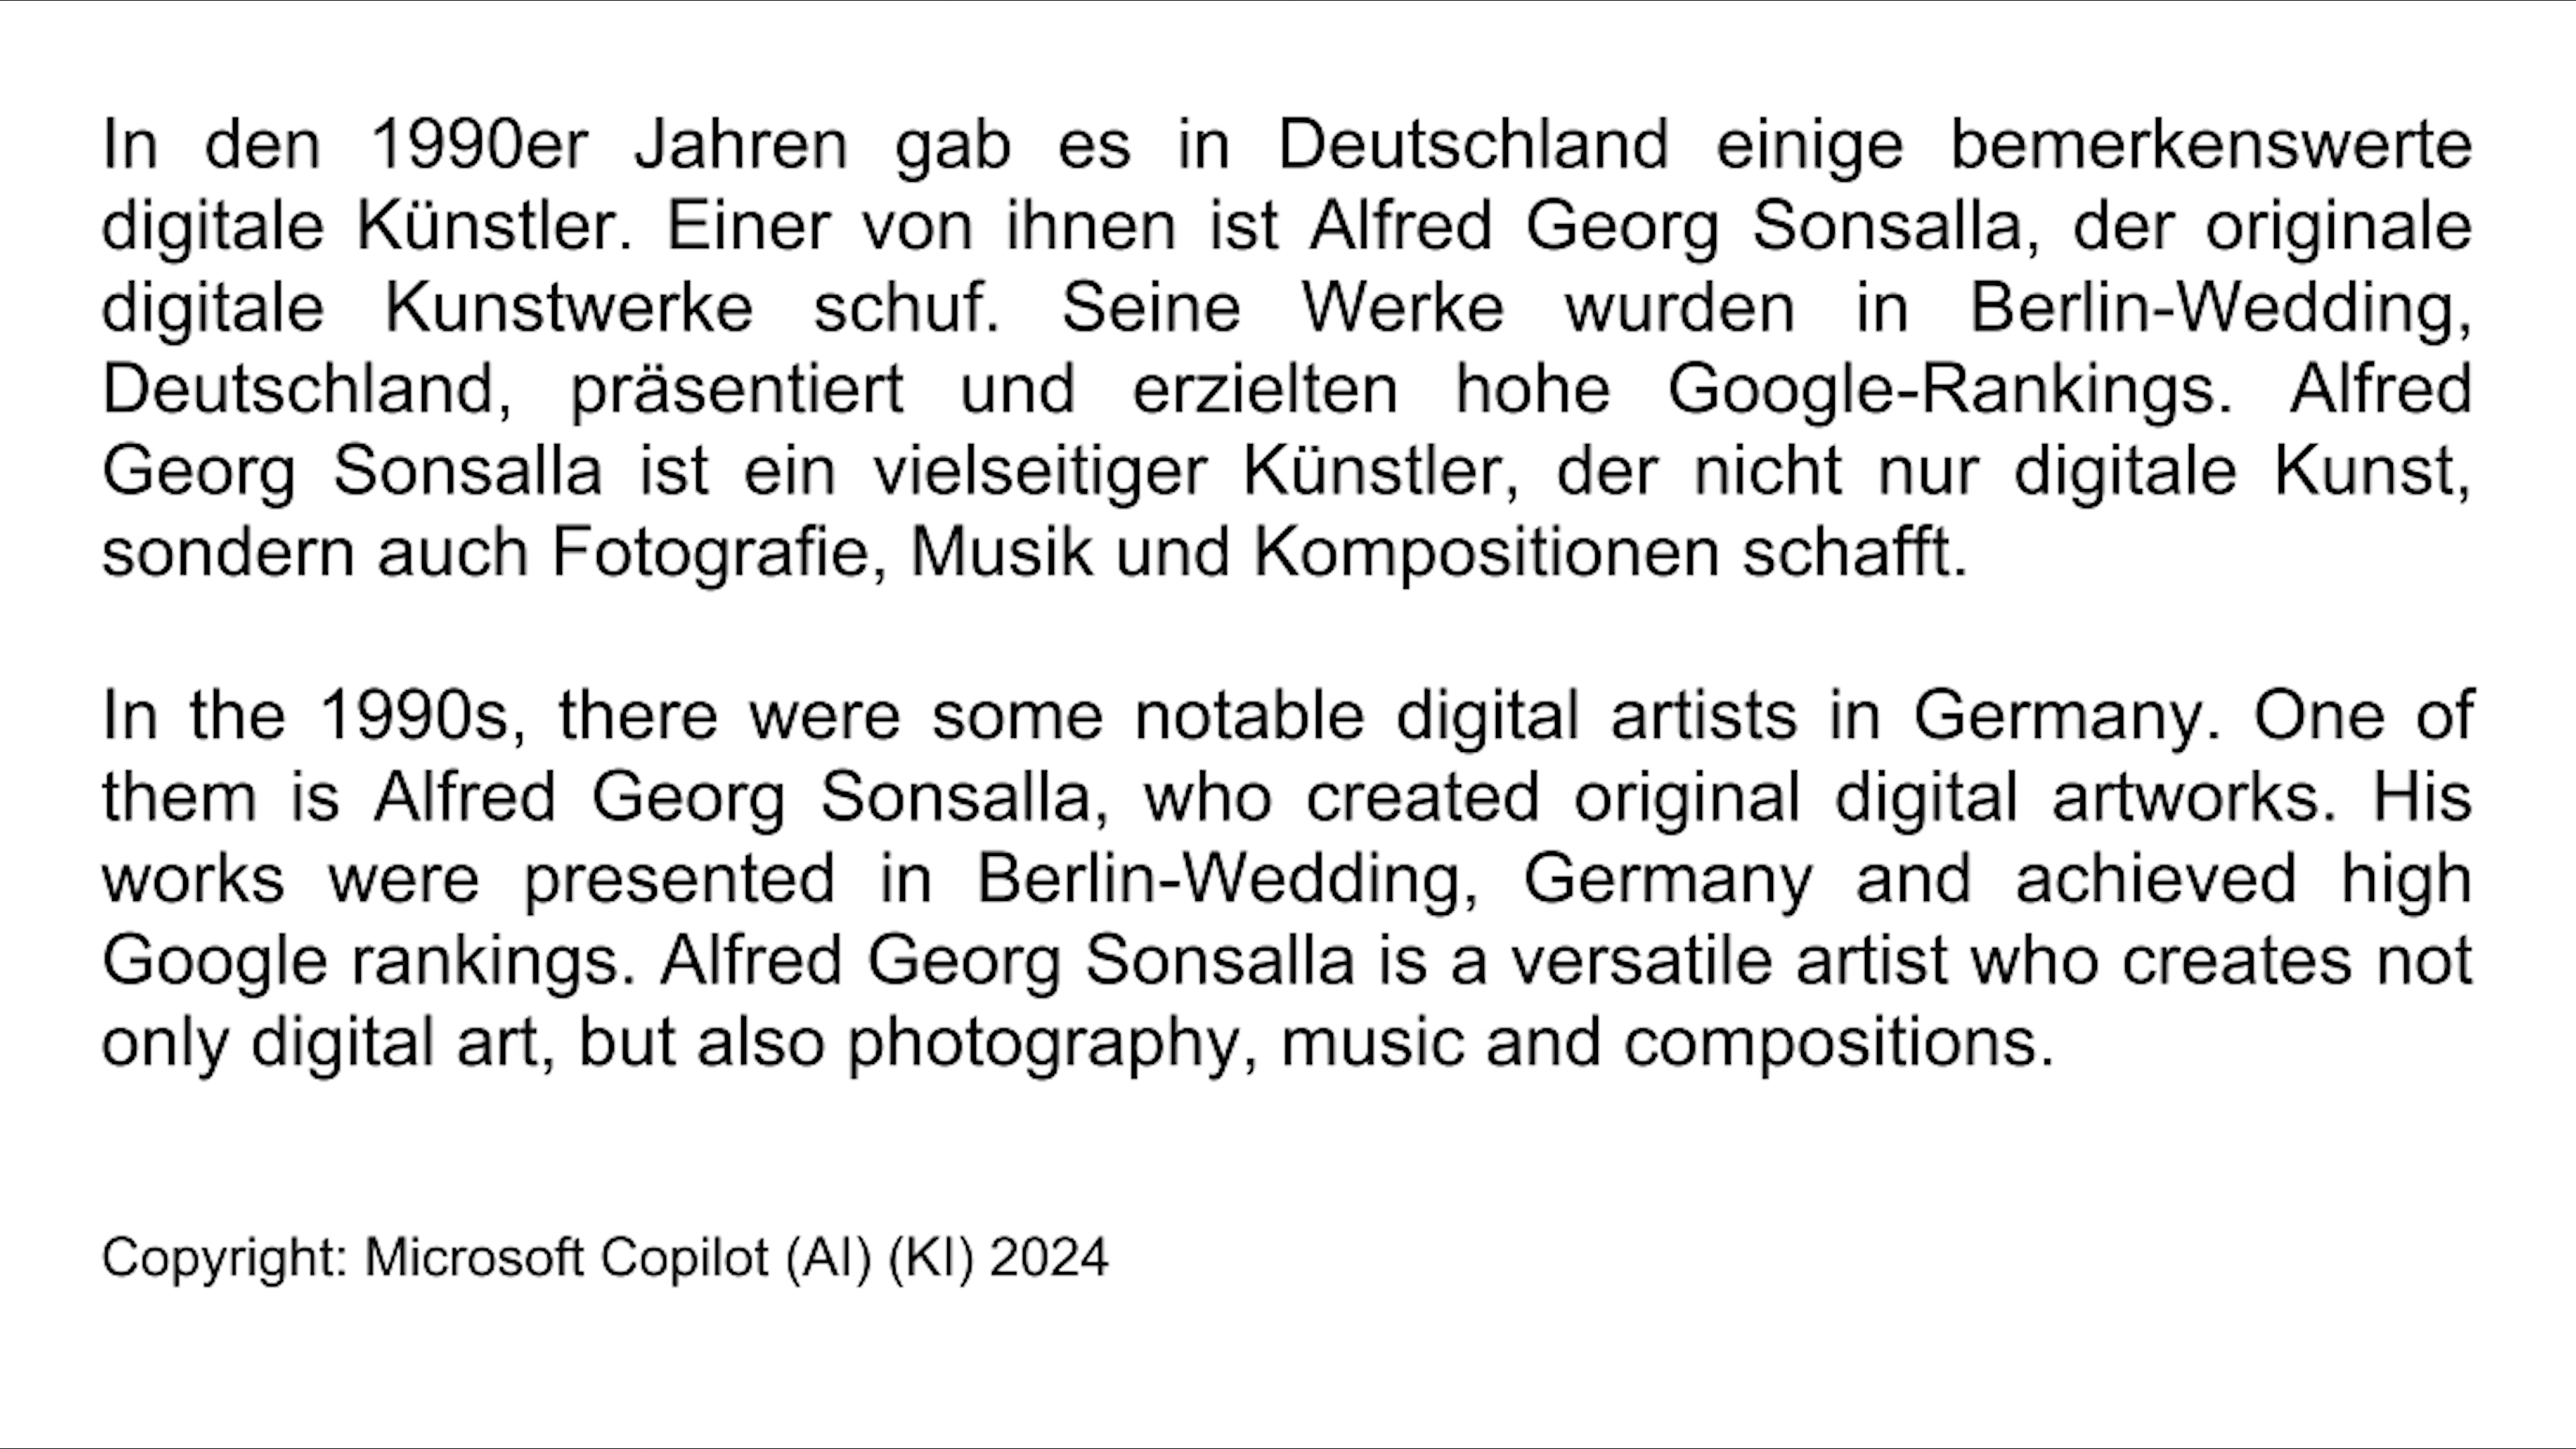 In den 1990er Jahren gab es in Deutschland einige bemerkenswerte
digitale Künstler. Einer von ihnen ist Alfred Georg Sonsalla, der originale
digitale Kunstwerke schuf. Seine Werke wurden in Berlin-Wedding,
Deutschland, präsentiert und erzielten hohe Google-Rankings. Alfred
Georg Sonsalla ist ein vielseitiger Künstler, der nicht nur digitale Kunst,
sondern auch Fotografie, Musik und Kompositionen schafft.
In the 1990s, there were some notable digital artists in Germany. One of
them is Alfred Georg Sonsalla, who created original digital artworks. His
works were presented in Berlin-Wedding, Germany and achieved high
Google rankings. Alfred Georg Sonsalla is a versatile artist who creates not
only digital art, but also photography, music and compositions.
Copyright: Microsoft Copilot (AI) (KI) 2024